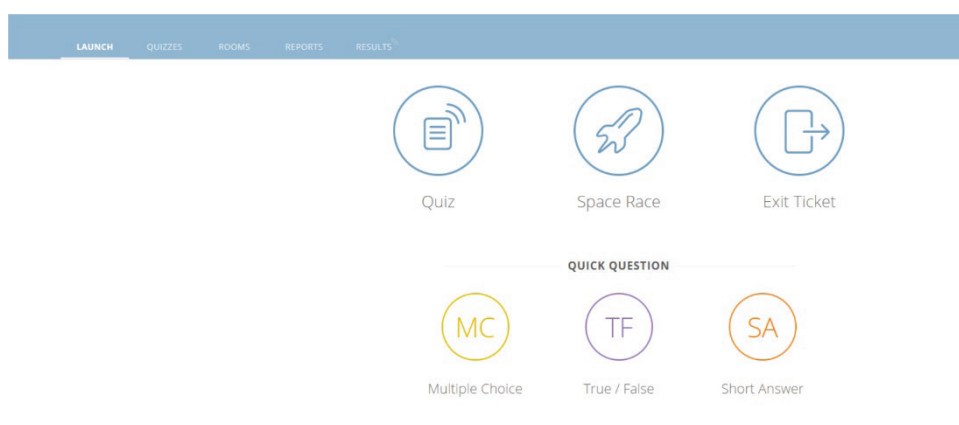 LAUNCH QUIZZES ROOMS REPORTS RESULTS
Quiz Space Race Exit Ticket
QUICK QUESTION
MC TF SA
Multiple Choice True / False Short Answer